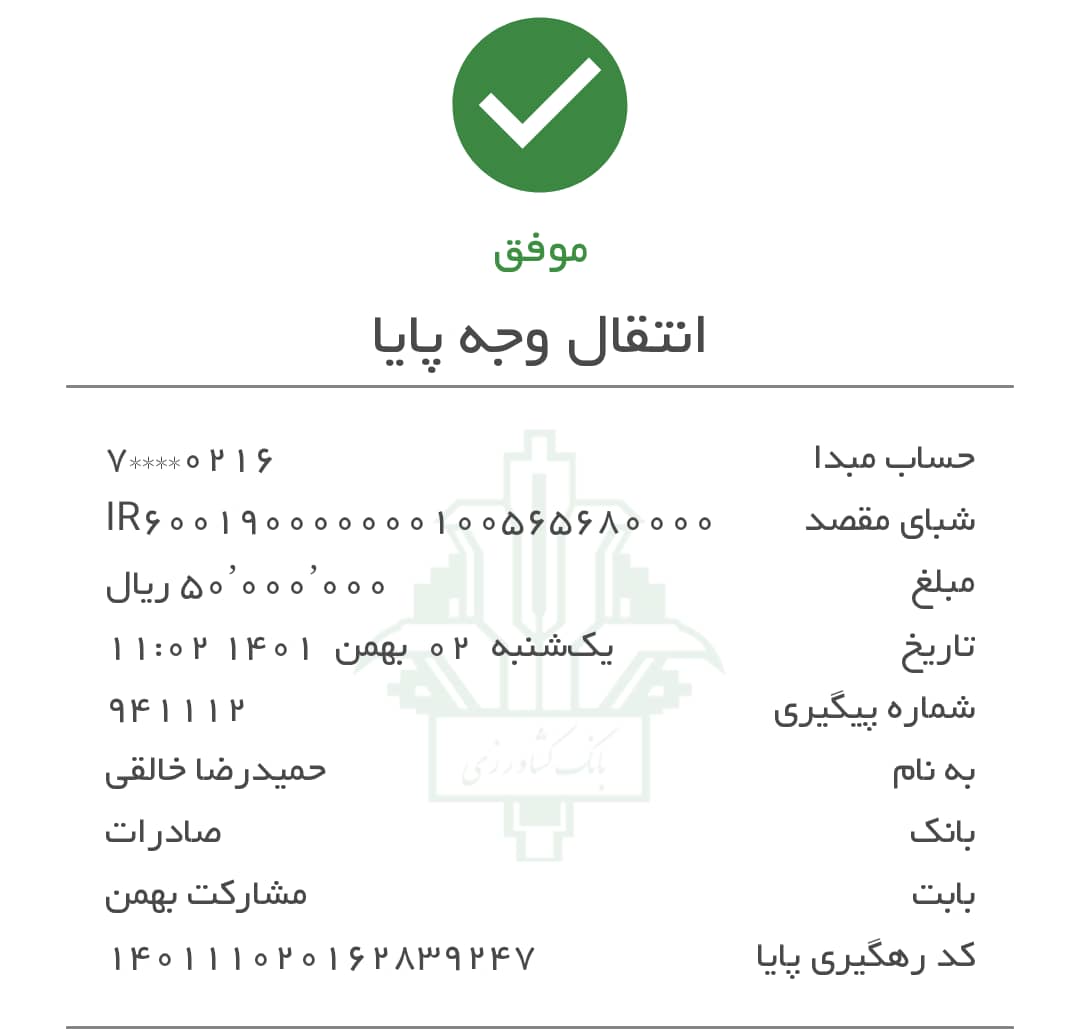 موفق
انتقال وجه پایا
حساب مبدا ۷****۰۲۱۶
شبای مقصد IR۶۰۰۱۹۰۰۰۰۰۰۰۱۰۰۵۶۵۶۸۰۰۰۰
مبلغ ۵۰٬۰۰۰٬۰۰۰ ریال
تاریخ یک‌شنبه ۰۲ بهمن ۱۴۰۱ ۱۱:۰۲
شماره پیگیری ۹۴۱۱۱۲
به نام حمیدرضا خالقی
بانک صادرات
بابت مشارکت بهمن
کد رهگیری پایا ۱۴۰۱۱۱۰۲۰۱۶۲۸۳۹۲۴۷
بانک کشاورزی